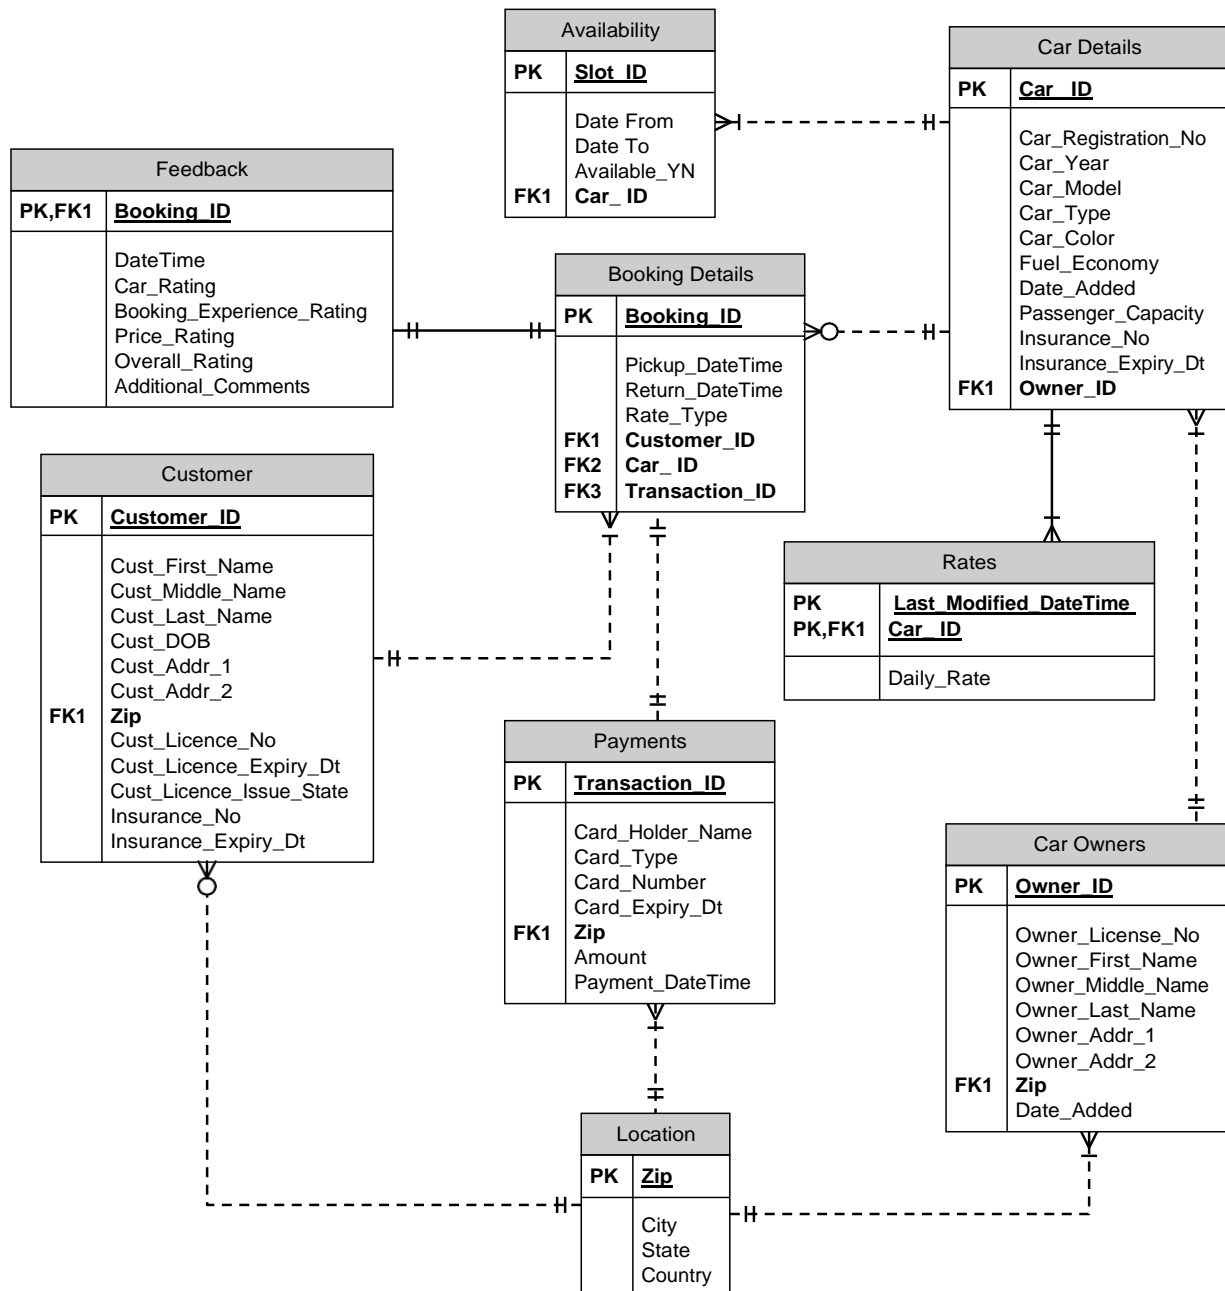 Availability
PK Slot_ID
Date From
Date To
Available_YN
FK1 Car_ ID
Car Details
PK Car_ ID
Car_Registration_No
Car_Year
Car_Model
Car_Type
Car_Color
Fuel_Economy
Date_Added
Passenger_Capacity
Insurance_No
Insurance_Expiry_Dt
FK1 Owner_ID
Feedback
PK,FK1 Booking_ID
DateTime
Car_Rating
Booking_Experience_Rating
Price_Rating
Overall_Rating
Additional_Comments
Booking Details
PK Booking_ID
Pickup_DateTime
Return_DateTime
Rate_Type
FK1 Customer_ID
FK2 Car_ ID
FK3 Transaction_ID
Customer
PK Customer_ID
Cust_First_Name
Cust_Middle_Name
Cust_Last_Name
Cust_DOB
Cust_Addr_1
Cust_Addr_2
FK1 Zip
Cust_Licence_No
Cust_Licence_Expiry_Dt
Cust_Licence_Issue_State
Insurance_No
Insurance_Expiry_Dt
Rates
PK Last_Modified_DateTime
PK,FK1 Car_ ID
Daily_Rate
Payments
PK Transaction_ID
Card_Holder_Name
Card_Type
Card_Number
Card_Expiry_Dt
FK1 Zip
Amount
Payment_DateTime
Car Owners
PK Owner_ID
Owner_License_No
Owner_First_Name
Owner_Middle_Name
Owner_Last_Name
Owner_Addr_1
Owner_Addr_2
FK1 Zip
Date_Added
Location
PK Zip
City
State
Country